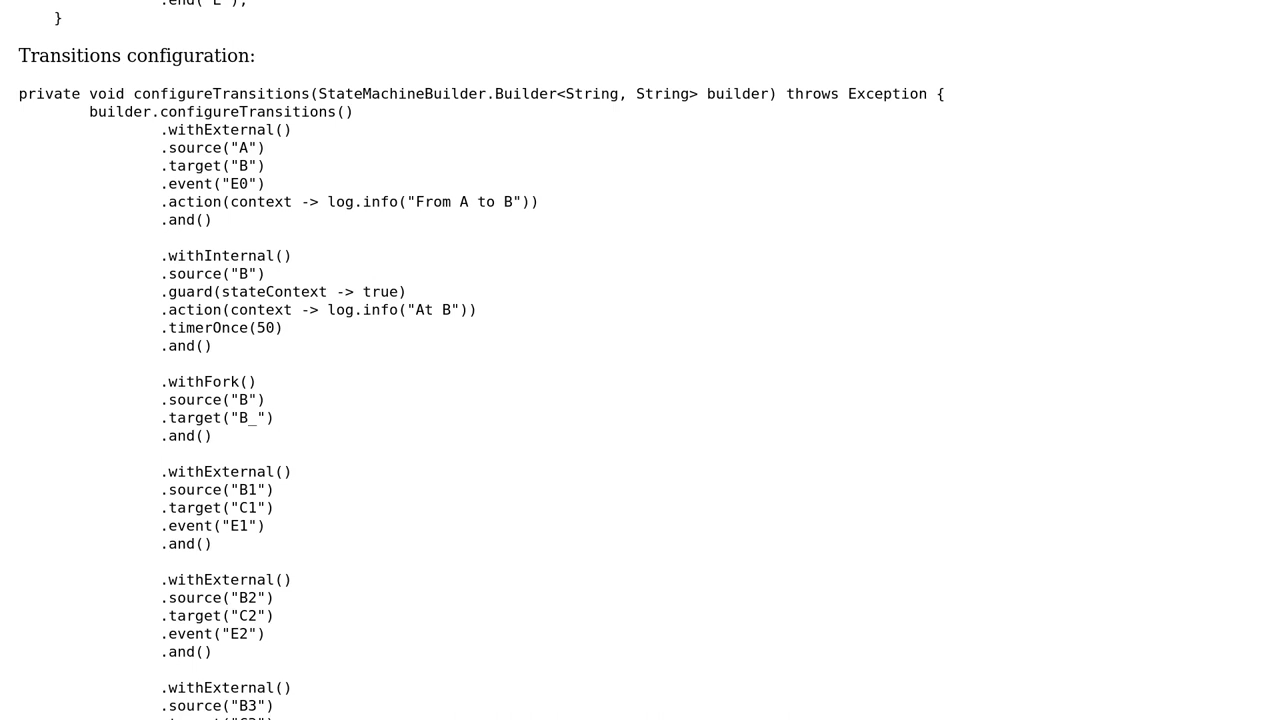 .end("E");
}
Transitions configuration:
private void configureTransitions(StateMachineBuilder.Builder<String, String> builder) throws Exception {
builder.configureTransitions()
.withExternal()
.source("A")
.target("B")
.event("E0")
.action(context -> log.info("From A to B"))
.and()
.withInternal()
.source("B")
.guard(stateContext -> true)
.action(context -> log.info("At B"))
.timerOnce(50)
.and()
.withFork()
.source("B")
.target("B_")
.and()
.withExternal()
.source("B1")
.target("C1")
.event("E1")
.and()
.withExternal()
.source("B2")
.target("C2")
.event("E2")
.and()
.withExternal()
.source("B3")